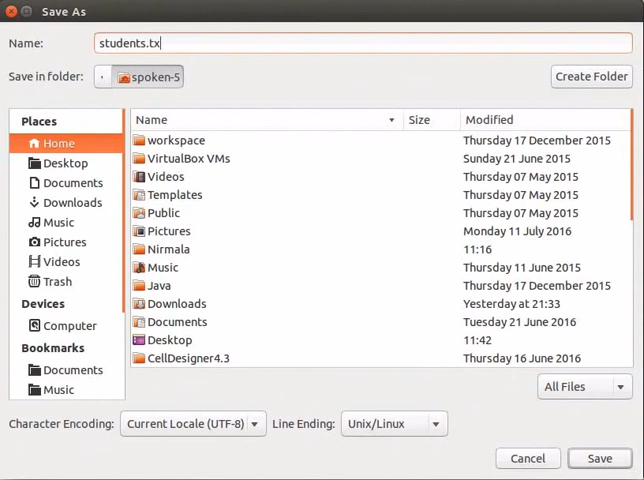 Save As
Name: students.tx
Save in folder: spoken-5 Create Folder
Places
Home
Desktop
Documents
Downloads
Music
Pictures
Videos
Trash
Devices
Computer
Bookmarks
Documents
Music
Name Size Modified
workspace Thursday 17 December 2015
VirtualBox VMs Sunday 21 June 2015
Videos Thursday 07 May 2015
Templates Thursday 07 May 2015
Public Thursday 07 May 2015
Pictures Monday 11 July 2016
Nirmala 11:16
Music Thursday 11 June 2015
Java Thursday 17 December 2015
Downloads Yesterday at 21:33
Documents Tuesday 21 June 2016
Desktop 11:42
CellDesigner4.3 Thursday 16 June 2016
All Files
Character Encoding: Current Locale (UTF-8) Line Ending: Unix/Linux
Cancel Save